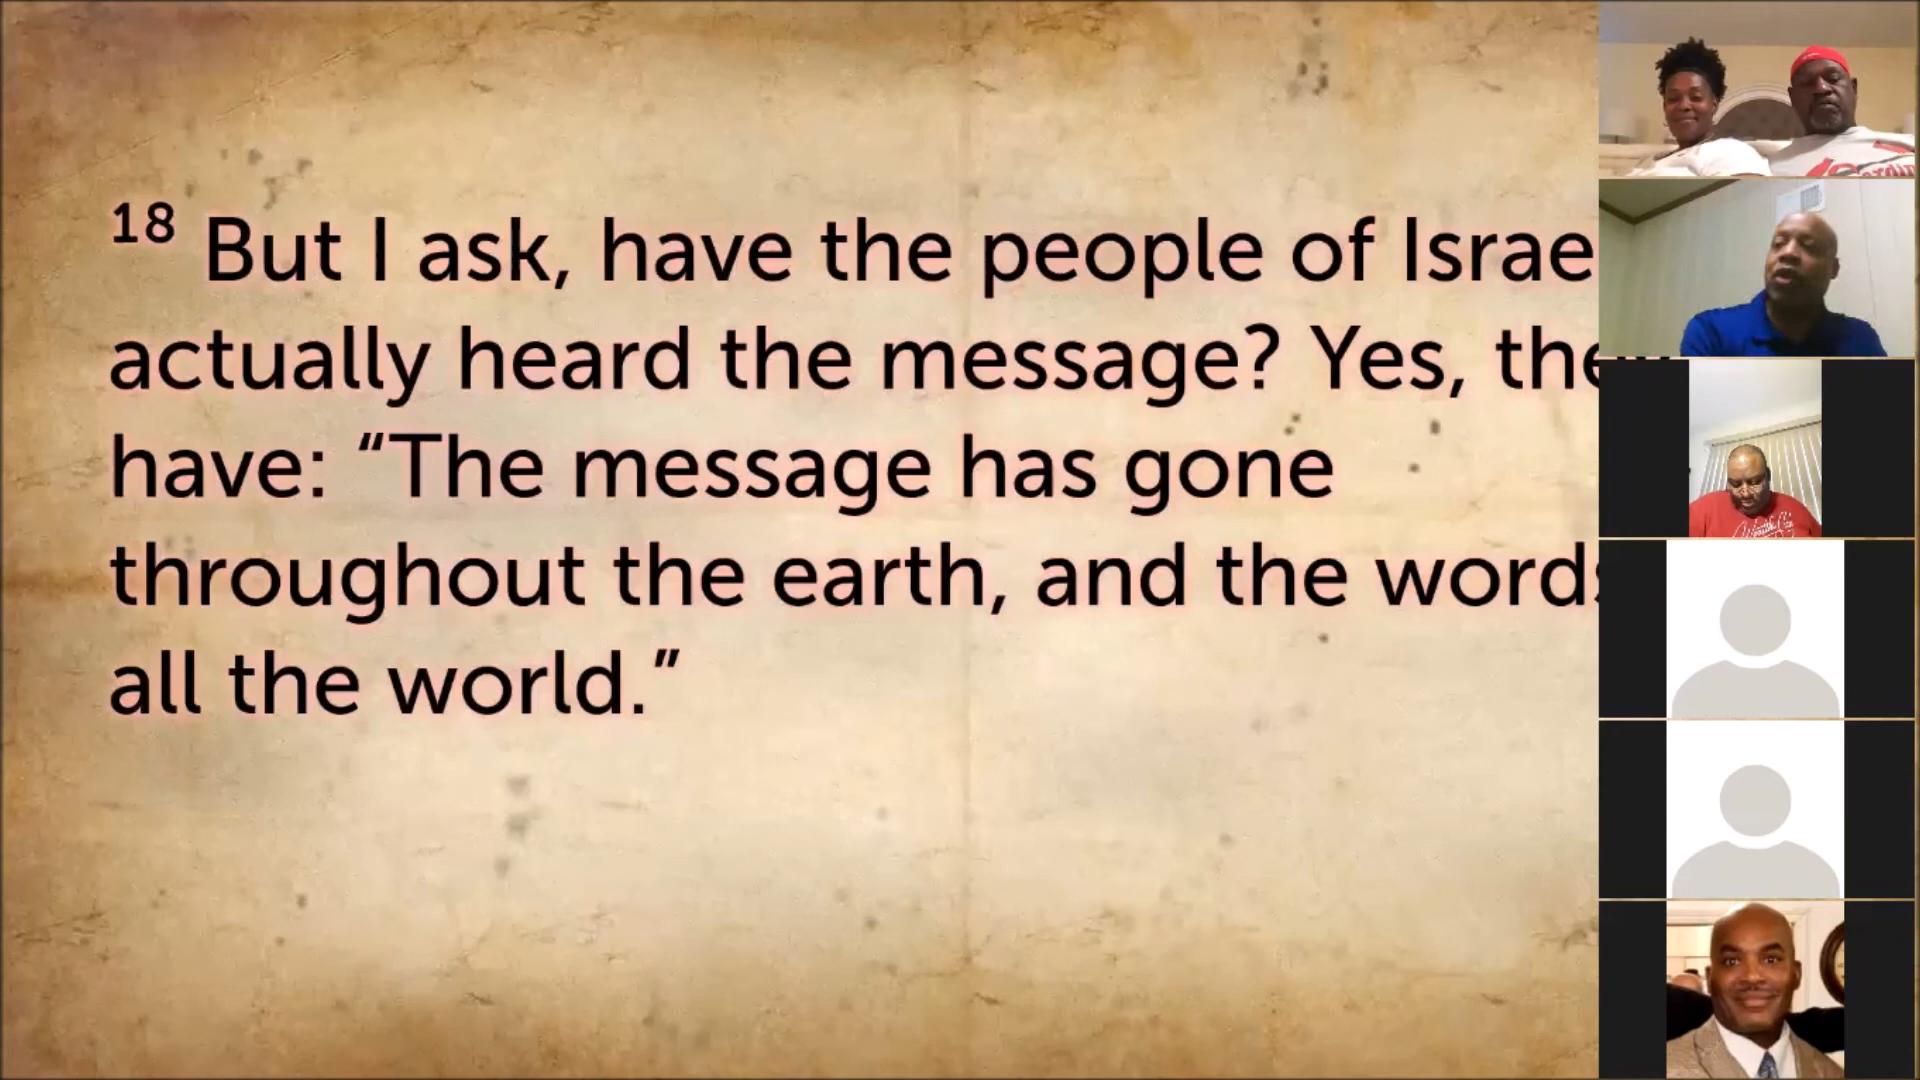 18 But I ask, have the people of Israe
actually heard the message? Yes, the
have: “The message has gone
throughout the earth, and the words
all the world.”